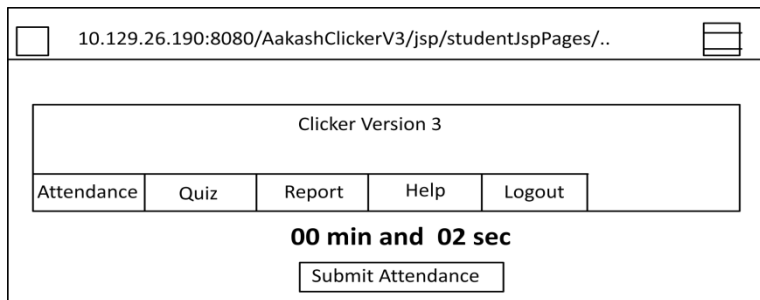 10.129.26.190:8080/AakashClickerV3/jsp/studentJspPages/..
Clicker Version 3
Attendance Quiz Report Help Logout
00 min and 02 sec
Submit Attendance